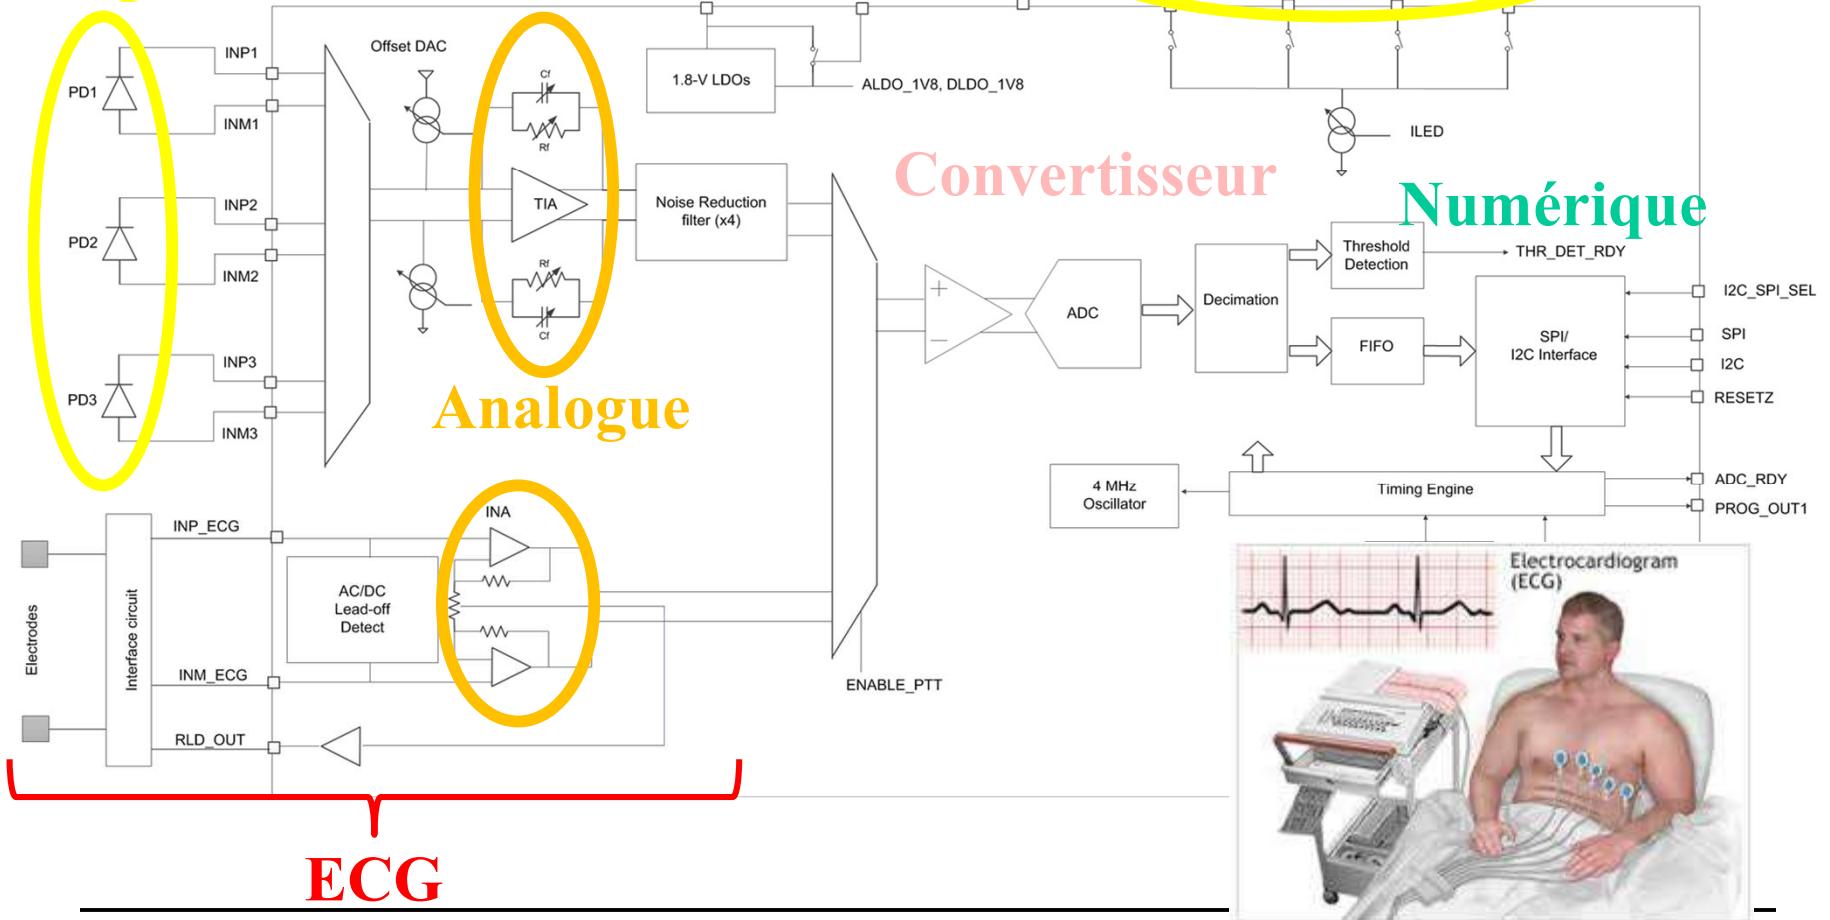 Offset DAC
INP1
PD1
INM1
Cf
Rf
1.8-V LDOs
ALDO_1V8, DLDO_1V8
ILED
Convertisseur
Numérique
INP2
PD2
INM2
TIA
Noise Reduction
filter (x4)
Rf
Cf
Threshold
Detection
THR_DET_RDY
Decimation
ADC
+
−
FIFO
SPI/
I2C Interface
I2C_SPI_SEL
SPI
I2C
RESETZ
INP3
PD3
INM3
Analogue
4 MHz
Oscillator
Timing Engine
ADC_RDY
PROG_OUT1
INP_ECG
INA
AC/DC
Lead-off
Detect
Electrodes
Interface circuit
INM_ECG
RLD_OUT
ENABLE_PTT
Electrocardiogram
(ECG)
ECG